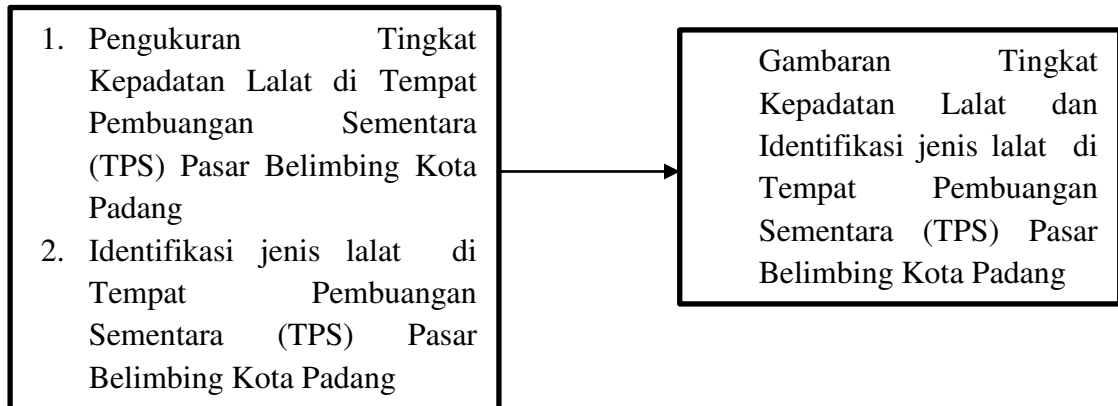 1. Pengukuran Tingkat
Kepadatan Lalat di Tempat
Pembuangan Sementara
(TPS) Pasar Belimbing Kota
Padang
2. Identifikasi jenis lalat di
Tempat Pembuangan
Sementara (TPS) Pasar
Belimbing Kota Padang
Gambaran Tingkat
Kepadatan Lalat dan
Identifikasi jenis lalat di
Tempat Pembuangan
Sementara (TPS) Pasar
Belimbing Kota Padang